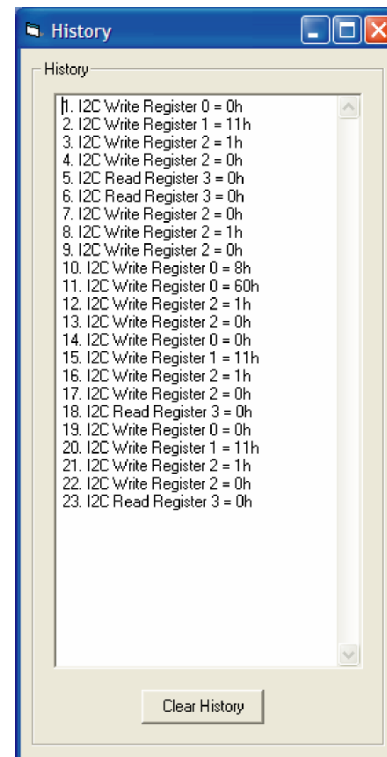 History
History
1. I2C Write Register 0 = 0h
2. I2C Write Register 1 = 11h
3. I2C Write Register 2 = 1h
4. I2C Write Register 2 = 0h
5. I2C Read Register 3 = 0h
6. I2C Read Register 3 = 0h
7. I2C Write Register 2 = 0h
8. I2C Write Register 2 = 1h
9. I2C Write Register 2 = 0h
10. I2C Write Register 0 = 8h
11. I2C Write Register 0 = 60h
12. I2C Write Register 2 = 1h
13. I2C Write Register 2 = 0h
14. I2C Write Register 0 = 0h
15. I2C Write Register 1 = 11h
16. I2C Write Register 2 = 1h
17. I2C Write Register 2 = 0h
18. I2C Read Register 3 = 0h
19. I2C Write Register 0 = 0h
20. I2C Write Register 1 = 11h
21. I2C Write Register 2 = 1h
22. I2C Write Register 2 = 0h
23. I2C Read Register 3 = 0h
Clear History